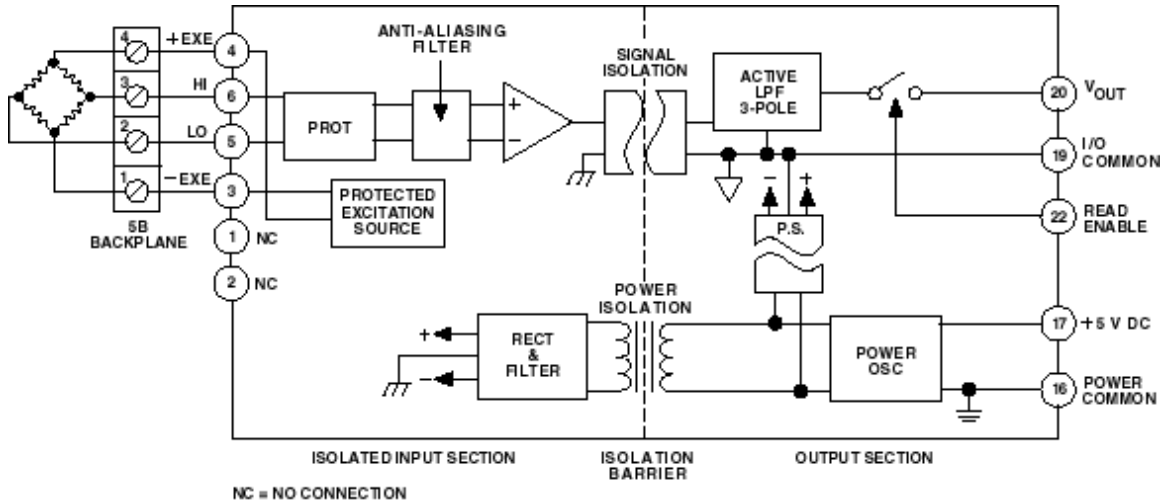 ANTI-ALIASING
FILTER
SIGNAL
ISOLATION
ACTIVE
LPF
3-POLE
4
+EXE
4
3
HI
6
2
LO
5
1
−EXE
3
5B
BACKPLANE
1
NC
2
NC
PROT
+
−
PROTECTED
EXCITATION
SOURCE
20
VOUT
19
I/O
COMMON
22
READ
ENABLE
−
+
P.S.
POWER
ISOLATION
+
−
RECT
&
FILTER
POWER
OSC
17
+5 V DC
16
POWER
COMMON
ISOLATED INPUT SECTION
ISOLATION
BARRIER
OUTPUT SECTION
NC = NO CONNECTION